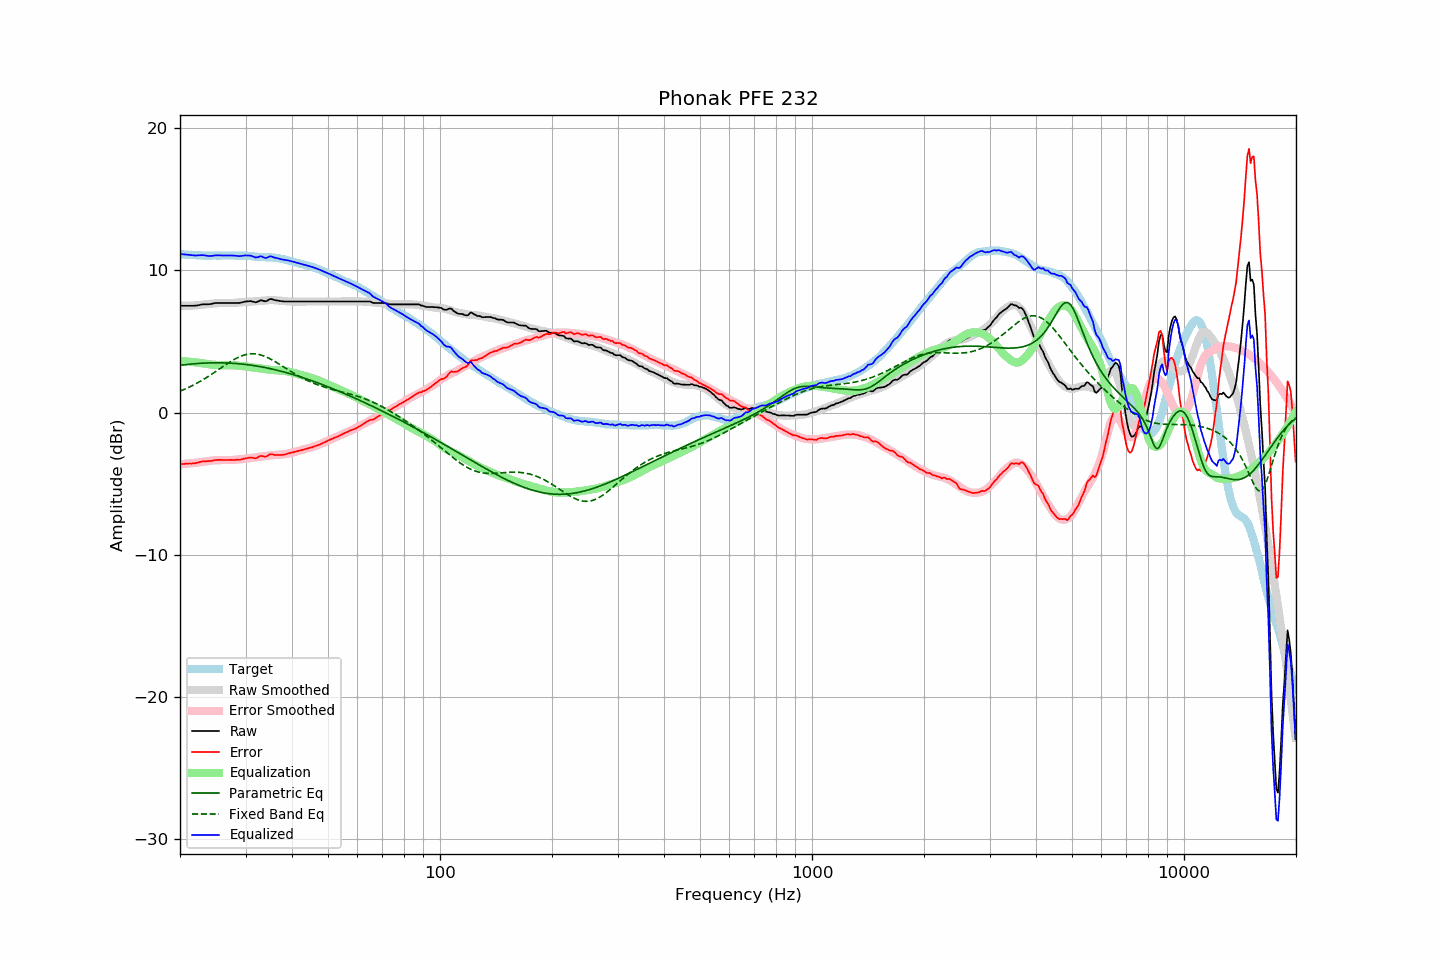 Phonak PFE 232
20
10
0
−10
−20
−30
Amplitude (dBr)
100
1000
10000
Frequency (Hz)
Target
Raw Smoothed
Error Smoothed
Raw
Error
Equalization
Parametric Eq
Fixed Band Eq
Equalized